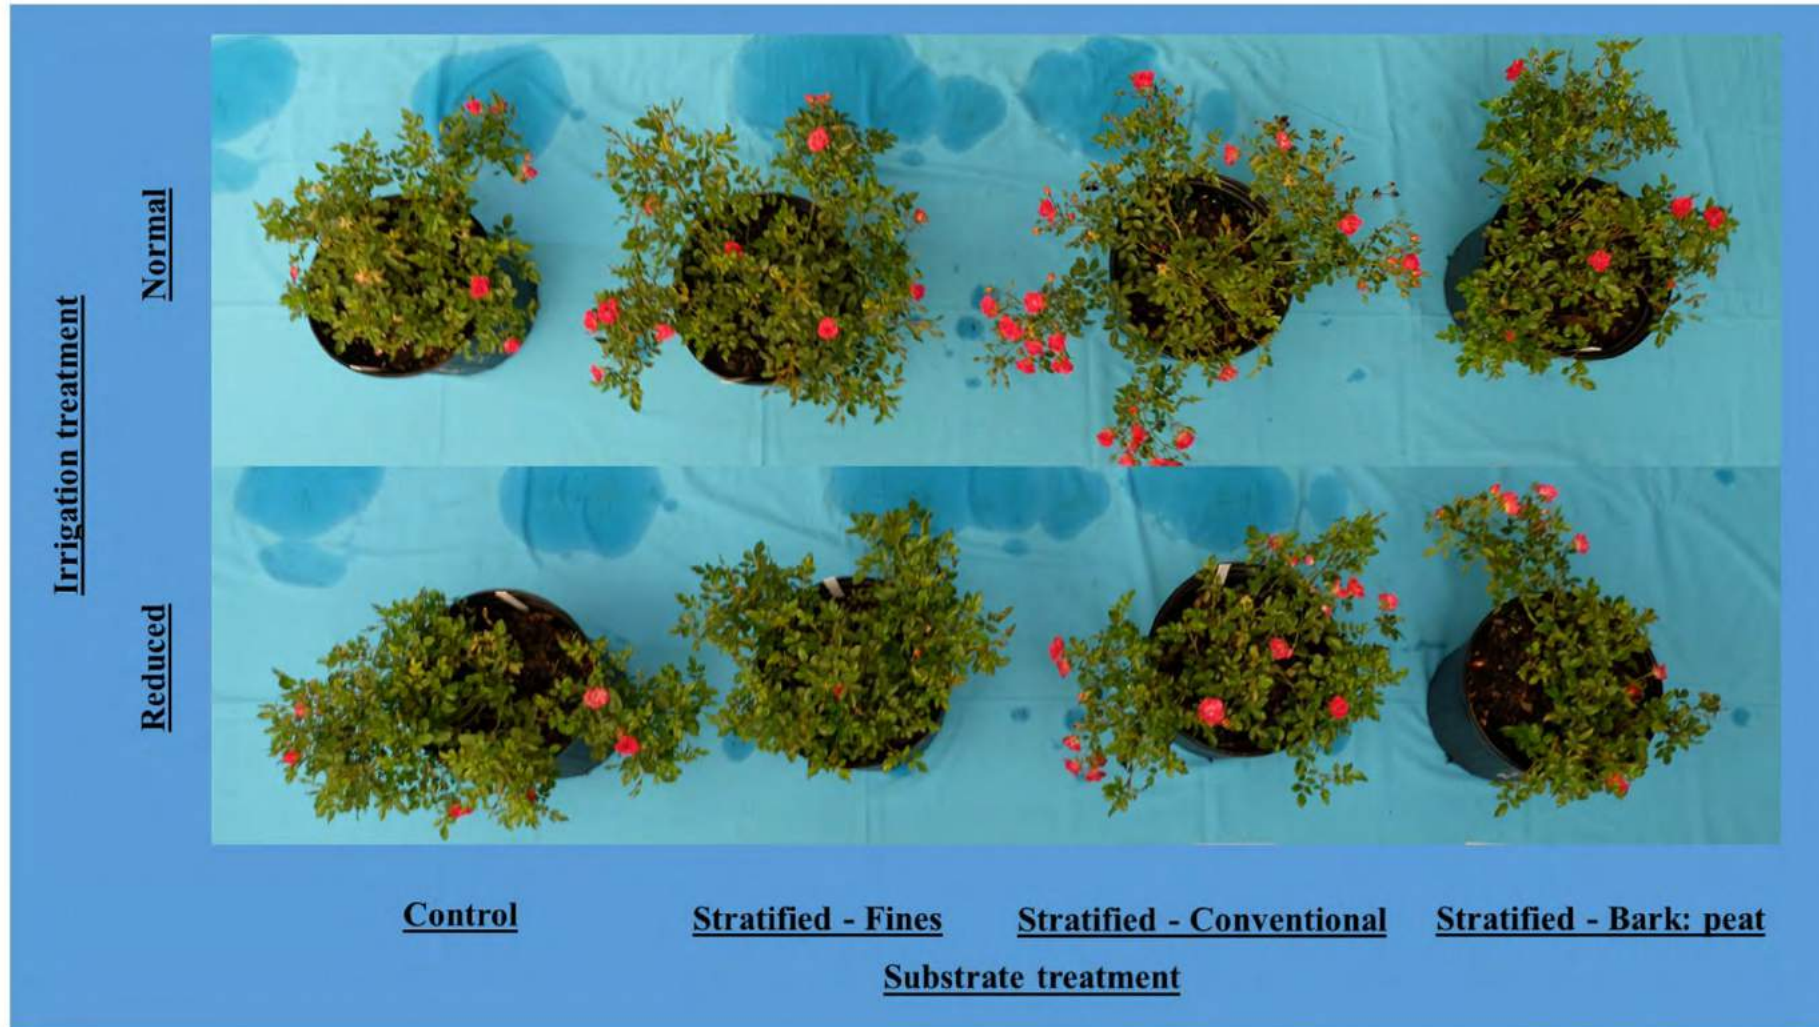 Irrigation treatment
Normal
Reduced
Control
Stratified - Fines
Stratified - Conventional
Stratified - Bark: peat
Substrate treatment